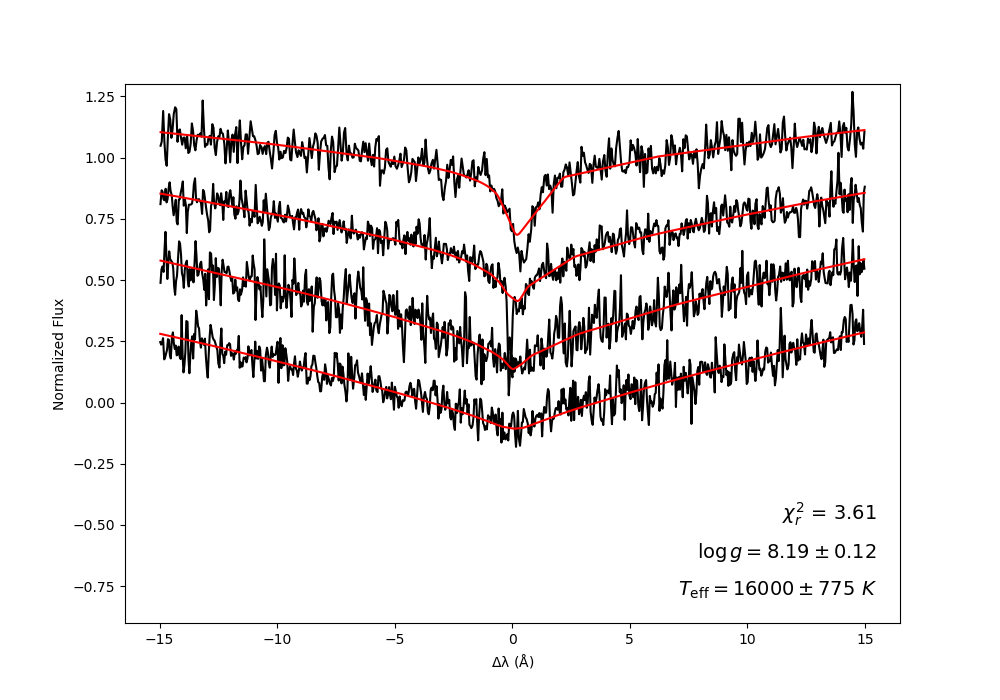 1.25
1.00
0.75
0.50
0.25
0.00
−0.25
−0.50
−0.75
Normalized Flux
χ²ᵣ = 3.61
log g = 8.19 ± 0.12
T_eff = 16000 ± 775 K
−15 −10 −5 0 5 10 15
Δλ (Å)